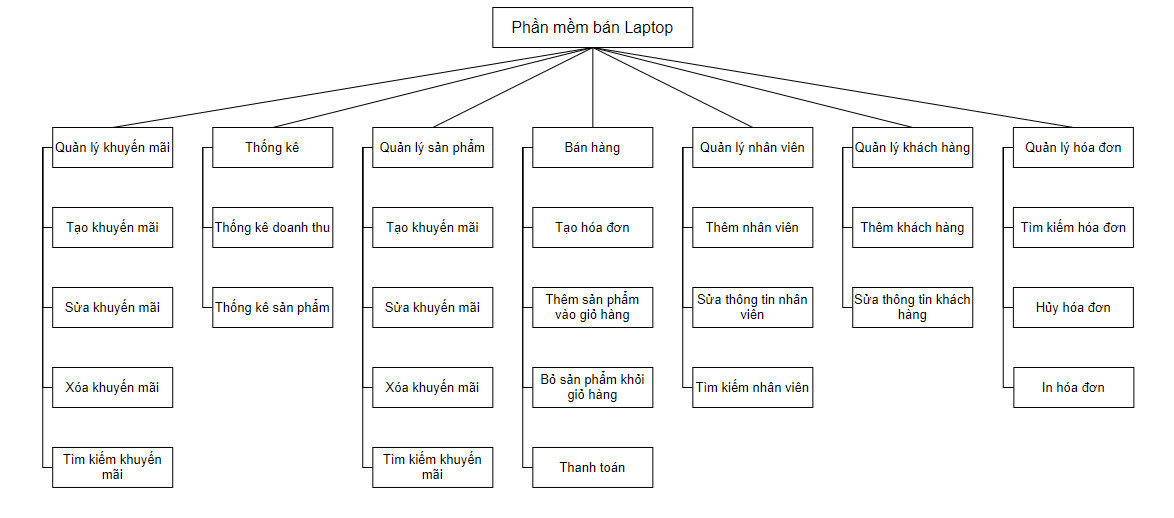 Phần mềm bán Laptop
Quản lý khuyến mãi
Thống kê
Quản lý sản phẩm
Bán hàng
Quản lý nhân viên
Quản lý khách hàng
Quản lý hóa đơn
Tạo khuyến mãi
Thống kê doanh thu
Tạo khuyến mãi
Tạo hóa đơn
Thêm nhân viên
Thêm khách hàng
Tìm kiếm hóa đơn
Sửa khuyến mãi
Thống kê sản phẩm
Sửa khuyến mãi
Thêm sản phẩm
vào giỏ hàng
Sửa thông tin nhân
viên
Sửa thông tin khách
hàng
Hủy hóa đơn
Xóa khuyến mãi
Xóa khuyến mãi
Bỏ sản phẩm khỏi
giỏ hàng
Tìm kiếm nhân viên
In hóa đơn
Tìm kiếm khuyến
mãi
Tìm kiếm khuyến
mãi
Thanh toán